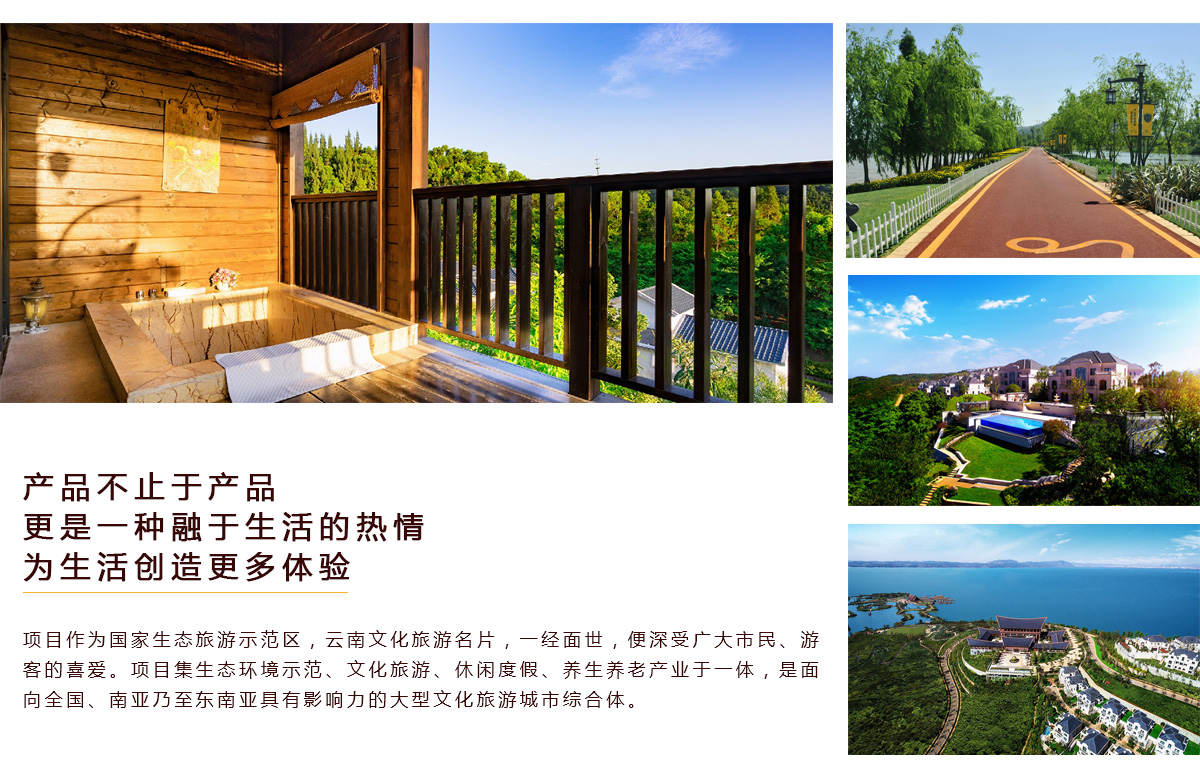 产品不止于产品
更是一种融于生活的热情
为生活创造更多体验
项目作为国家生态旅游示范区，云南文化旅游名片，一经面世，便深受广大市民、游
客的喜爱。项目集生态环境示范、文化旅游、休闲度假、养生养老产业于一体，是面
向全国、南亚乃至东南亚具有影响力的大型文化旅游城市综合体。